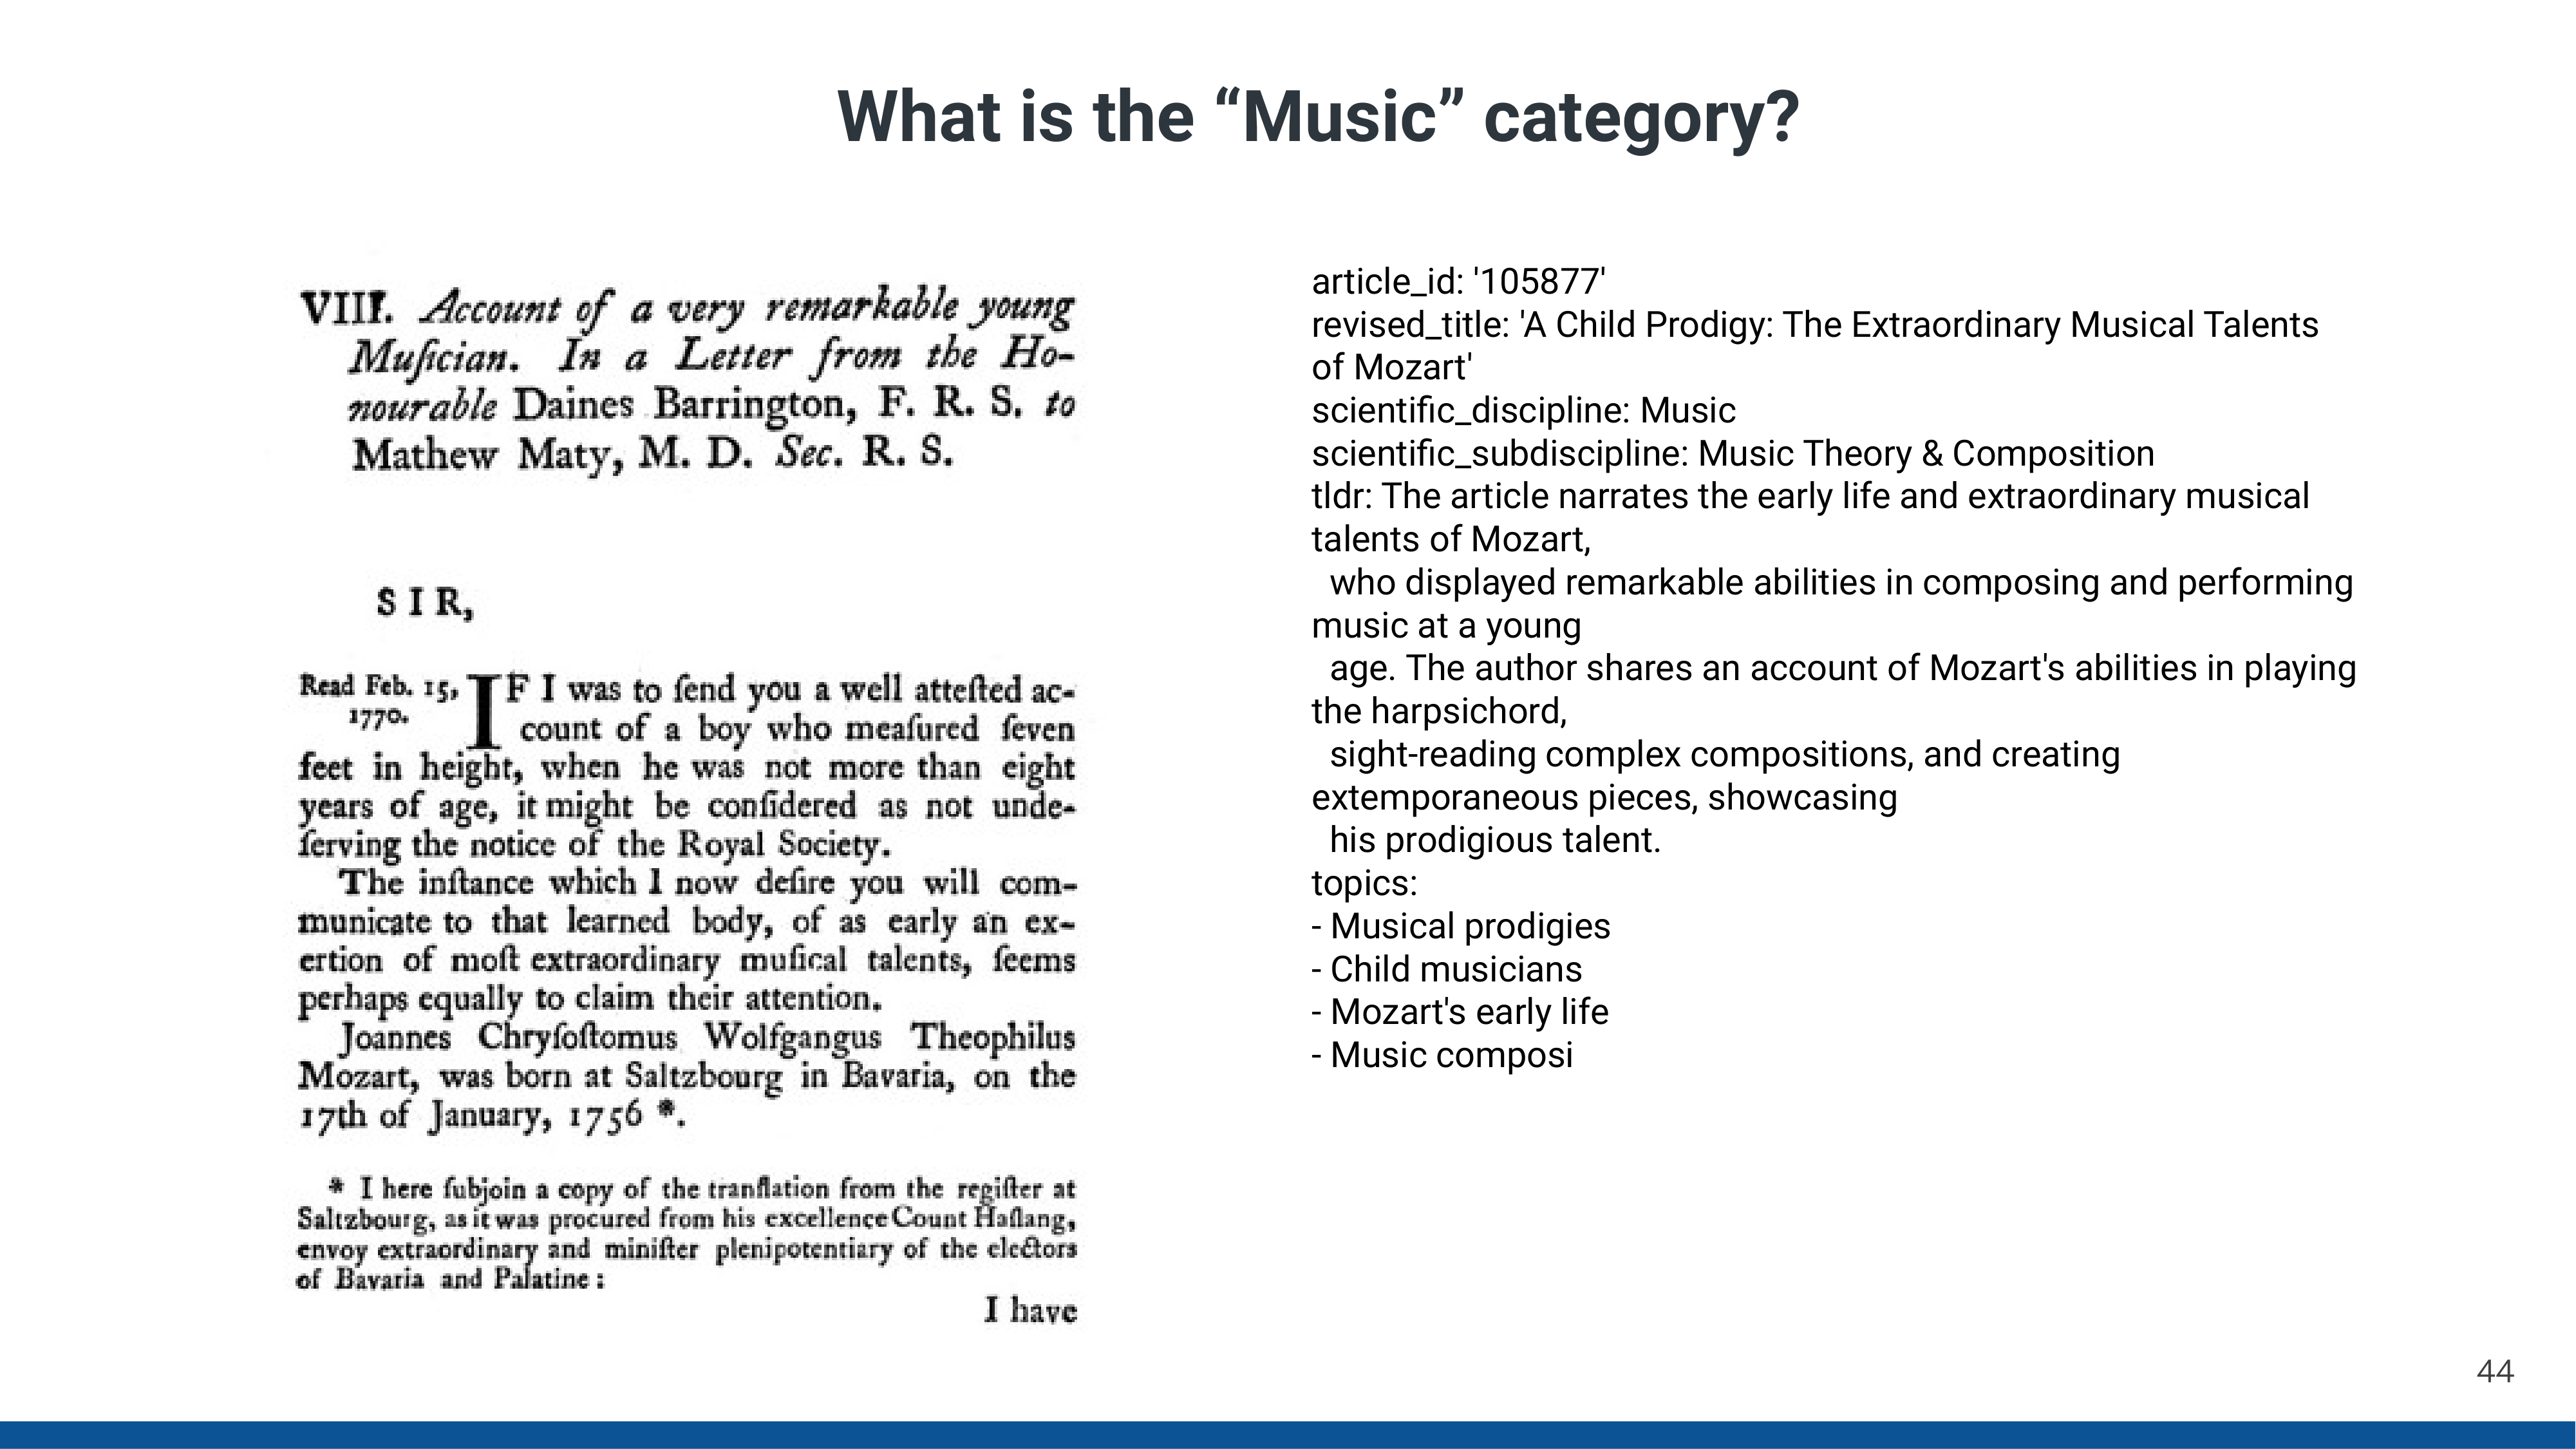 What is the “Music” category?
VIII. Account of a very remarkable young
Muſician. In a Letter from the Ho-
nourable Daines Barrington, F. R. S. to
Mathew Maty, M. D. Sec. R. S.
S I R,
Read Feb. 15, IF I was to ſend you a well atteſted ac-
1770. count of a boy who meaſured ſeven
feet in height, when he was not more than eight
years of age, it might be conſidered as not unde-
ſerving the notice of the Royal Society.
The inſtance which I now deſire you will com-
municate to that learned body, of as early an ex-
ertion of moſt extraordinary muſical talents, ſeems
perhaps equally to claim their attention.
Joannes Chryſoſtomus Wolfgangus Theophilus
Mozart, was born at Saltzbourg in Bavaria, on the
17th of January, 1756 *.
* I here ſubjoin a copy of the tranſlation from the regiſter at
Saltzbourg, as it was procured from his excellence Count Haſlang,
envoy extraordinary and miniſter plenipotentiary of the electors
of Bavaria and Palatine :
I have
article_id: '105877'
revised_title: 'A Child Prodigy: The Extraordinary Musical Talents
of Mozart'
scientific_discipline: Music
scientific_subdiscipline: Music Theory & Composition
tldr: The article narrates the early life and extraordinary musical
talents of Mozart,
who displayed remarkable abilities in composing and performing
music at a young
age. The author shares an account of Mozart's abilities in playing
the harpsichord,
sight-reading complex compositions, and creating
extemporaneous pieces, showcasing
his prodigious talent.
topics:
- Musical prodigies
- Child musicians
- Mozart's early life
- Music composi
44